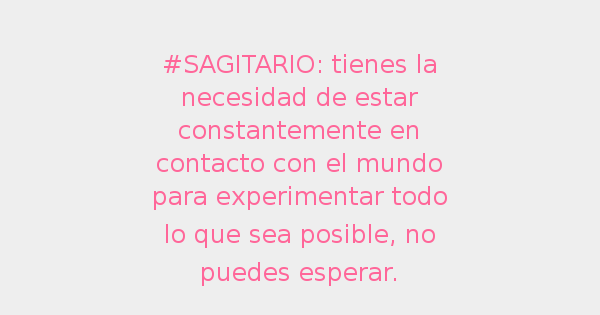 #SAGITARIO: tienes la
necesidad de estar
constantemente en
contacto con el mundo
para experimentar todo
lo que sea posible, no
puedes esperar.